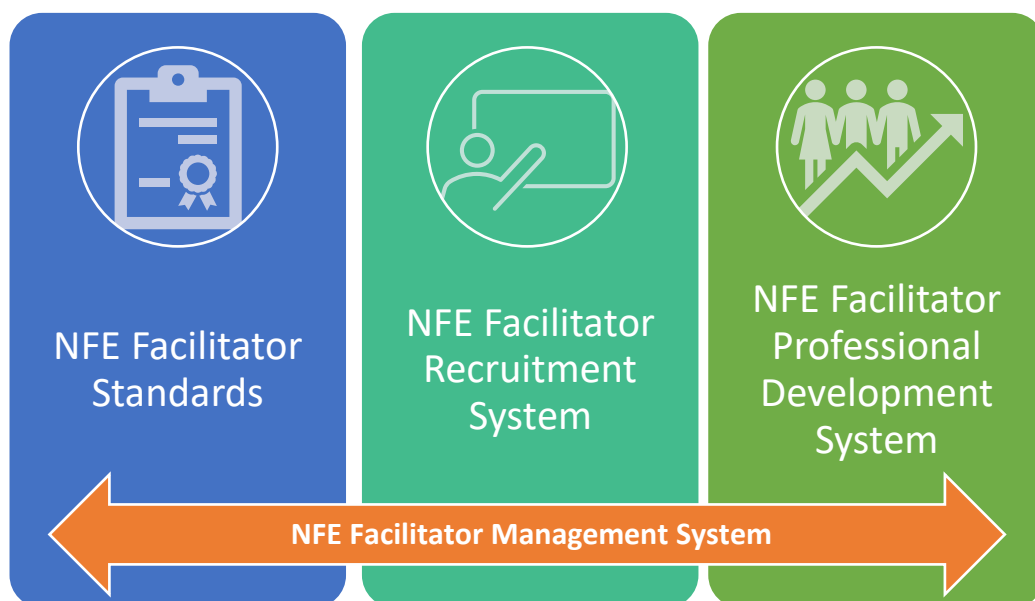 NFE Facilitator
Standards
NFE Facilitator
Recruitment
System
NFE Facilitator
Professional
Development
System
NFE Facilitator Management System